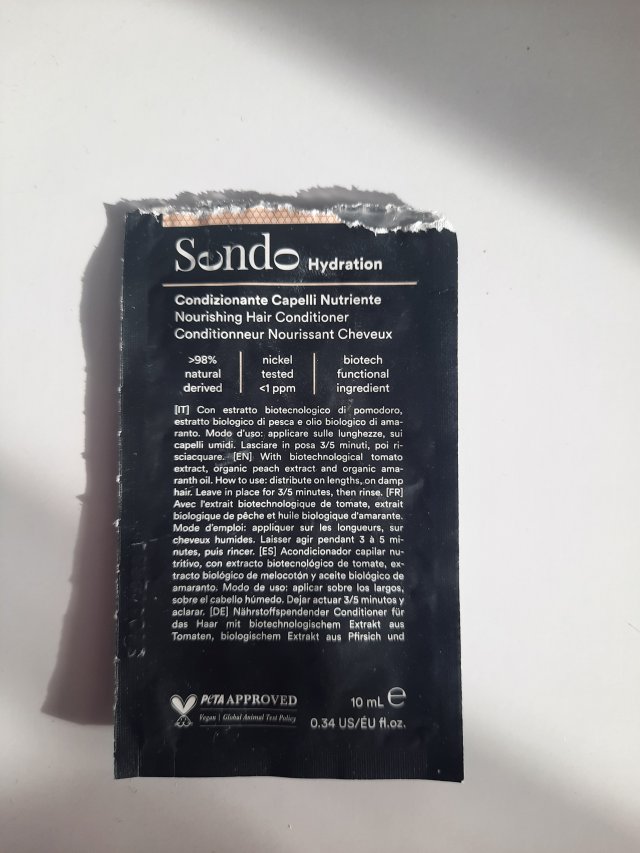 Sendo Hydration
Condizionante Capelli Nutriente
Nourishing Hair Conditioner
Conditionneur Nourissant Cheveux
>98% natural derived
nickel tested <1 ppm
biotech functional ingredient
[IT] Con estratto biotecnologico di pomodoro,
estratto biologico di pesca e olio biologico di ama-
ranto. Modo d'uso: applicare sulle lunghezze, sui
capelli umidi. Lasciare in posa 3/5 minuti, poi ri-
sciacquare. [EN] With biotechnological tomato
extract, organic peach extract and organic ama-
ranth oil. How to use: distribute on lengths, on damp
hair. Leave in place for 3/5 minutes, then rinse. [FR]
Avec l'extrait biotechnologique de tomate, extrait
biologique de pêche et huile biologique d'amarante.
Mode d'emploi: appliquer sur les longueurs, sur
cheveux humides. Laisser agir pendant 3 à 5 mi-
nutes, puis rincer. [ES] Acondicionador capilar nu-
tritivo, con extracto biotecnológico de tomate, ex-
tracto biológico de melocotón y aceite biológico de
amaranto. Modo de uso: aplicar sobre los largos,
sobre el cabello húmedo. Dejar actuar 3/5 minutos y
aclarar. [DE] Nährstoffspendender Conditioner für
das Haar mit biotechnologischem Extrakt aus
Tomaten, biologischem Extrakt aus Pfirsich und
PETA APPROVED
Vegan | Global Animal Test Policy
10 mL e
0.34 US/ÉU fl.oz.